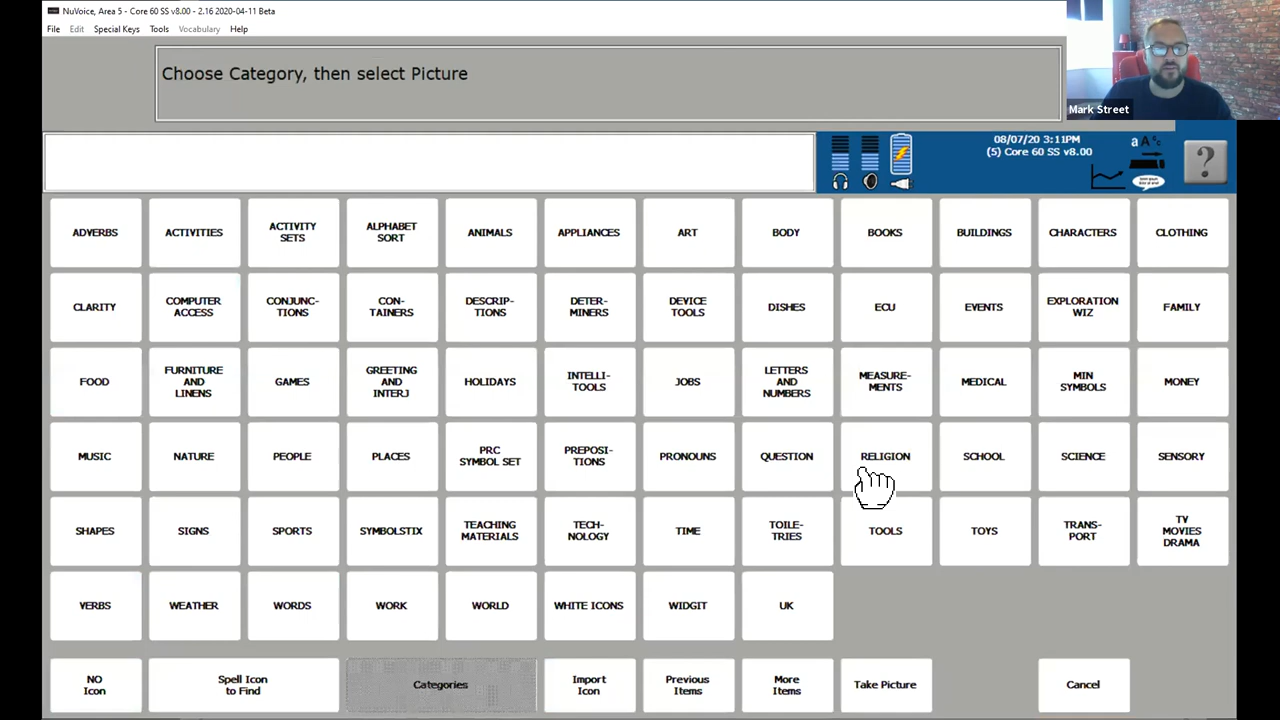 NuVoice, Area 5 - Core 60 SS v8.00 - 2.16 2020-04-11 Beta
File Edit Special Keys Tools Vocabulary Help
Choose Category, then select Picture
Mark Street
08/07/20 3:11PM
(5) Core 60 SS v8.00
?
ADVERBS
ACTIVITIES
ACTIVITY
SETS
ALPHABET
SORT
ANIMALS
APPLIANCES
ART
BODY
BOOKS
BUILDINGS
CHARACTERS
CLOTHING
CLARITY
COMPUTER
ACCESS
CONJUNC-
TIONS
CON-
TAINERS
DESCRIP-
TIONS
DETER-
MINERS
DEVICE
TOOLS
DISHES
ECU
EVENTS
EXPLORATION
WIZ
FAMILY
FOOD
FURNITURE
AND
LINENS
GAMES
GREETING
AND
INTERJ
HOLIDAYS
INTELLI-
TOOLS
JOBS
LETTERS
AND
NUMBERS
MEASURE-
MENTS
MEDICAL
MIN
SYMBOLS
MONEY
MUSIC
NATURE
PEOPLE
PLACES
PRC
SYMBOL SET
PREPOSI-
TIONS
PRONOUNS
QUESTION
RELIGION
SCHOOL
SCIENCE
SENSORY
SHAPES
SIGNS
SPORTS
SYMBOLSTIX
TEACHING
MATERIALS
TECH-
NOLOGY
TIME
TOILE-
TRIES
TOOLS
TOYS
TRANS-
PORT
TV
MOVIES
DRAMA
VERBS
WEATHER
WORDS
WORK
WORLD
WHITE ICONS
WIDGIT
UK
NO
Icon
Spell Icon
to Find
Categories
Import
Icon
Previous
Items
More
Items
Take Picture
Cancel